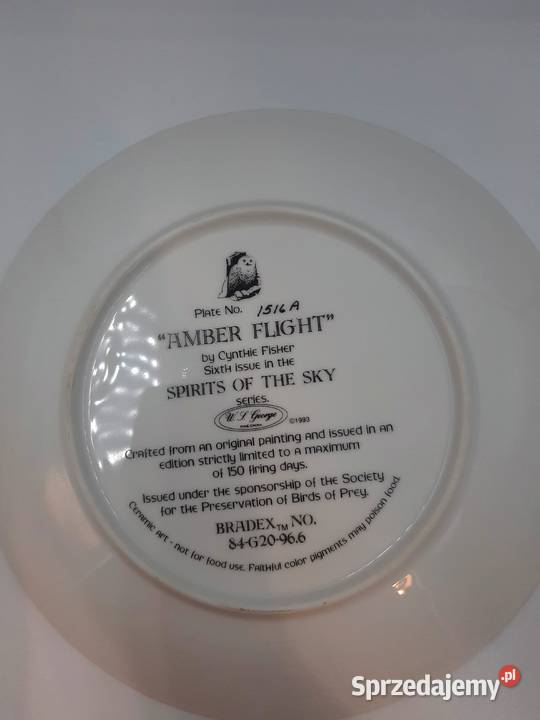 Plate No. 1516 A
"AMBER FLIGHT"
by Cynthie Fisher
Sixth issue in the
SPIRITS OF THE SKY
series.
W. S. George
FINE CHINA
©1993
Crafted from an original painting and issued in an
edition strictly limited to a maximum
of 150 firing days.
Issued under the sponsorship of the Society
for the Preservation of Birds of Prey.
BRADEX™ NO.
84-G20-96.6
Ceramic art - not for food use. Faithful color pigments may poison food.
Sprzedajemy.pl